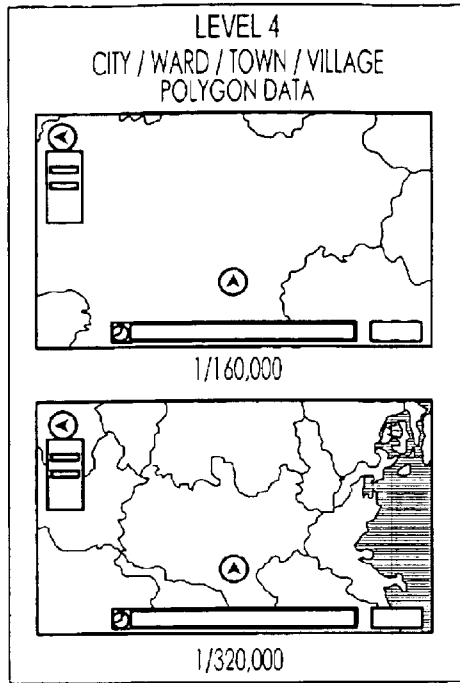 LEVEL 4
CITY / WARD / TOWN / VILLAGE
POLYGON DATA
1/160,000
1/320,000